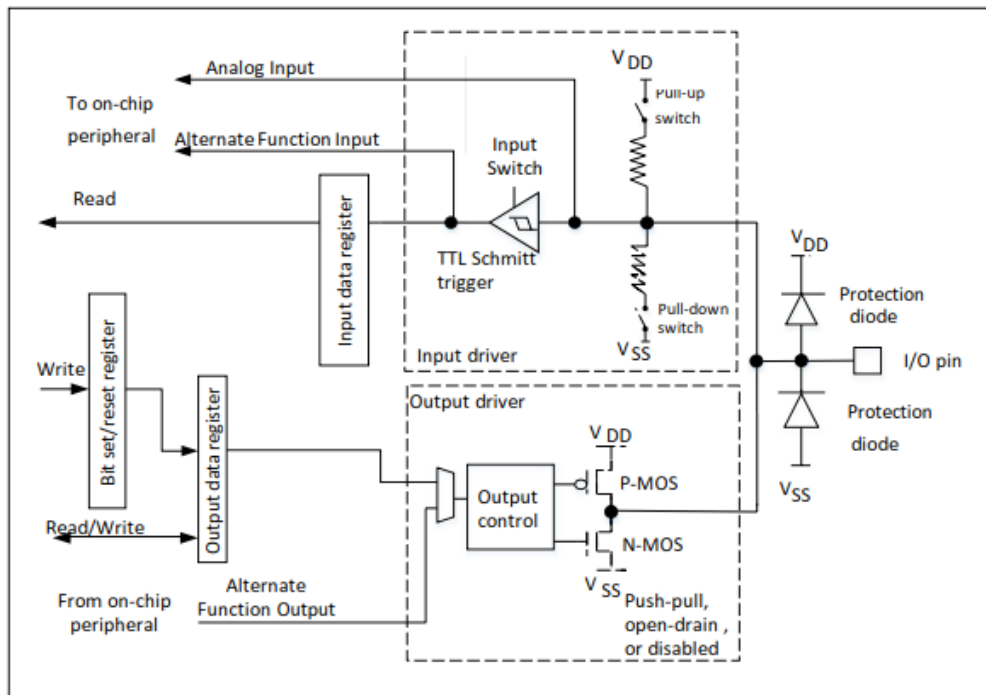 Analog Input
To on-chip
peripheral
Alternate Function Input
Read
Input data register
Input
Switch
TTL Schmitt
trigger
VDD
Pull-up
switch
Pull-down
switch
VSS
Input driver
VDD
Protection
diode
I/O pin
Protection
diode
VSS
Write
Bit set/reset register
Output data register
Read/Write
From on-chip
peripheral
Alternate
Function Output
Output driver
Output
control
VDD
P-MOS
N-MOS
VSS
Push-pull,
open-drain ,
or disabled